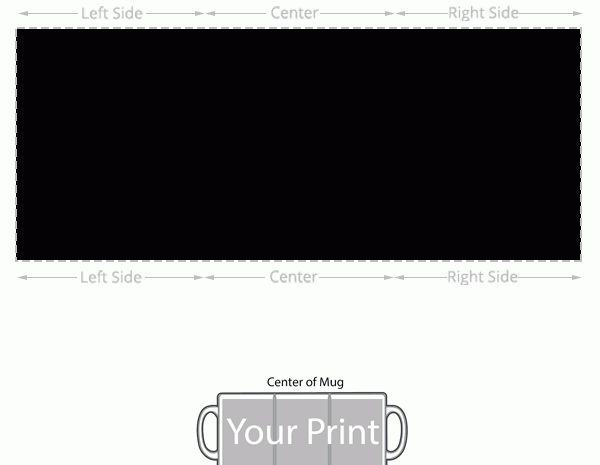 Left Side Center Right Side
Left Side Center Right Side
Center of Mug
Your Print